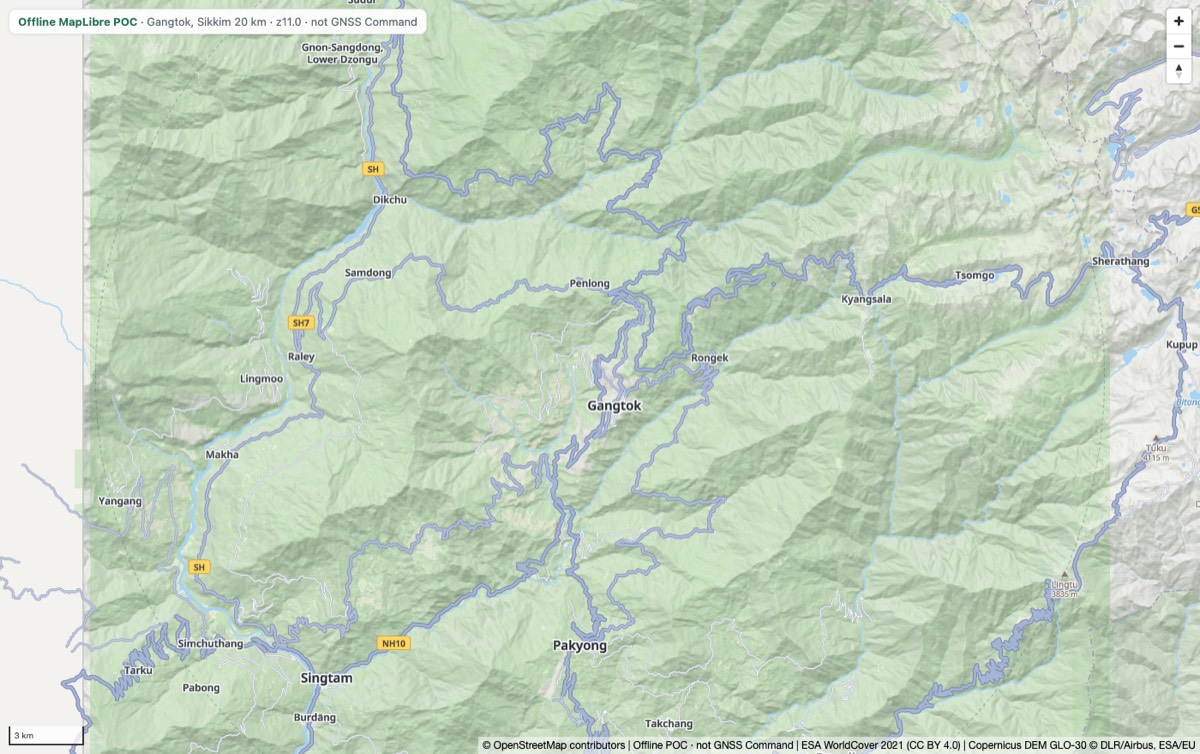 Offline MapLibre POC · Gangtok, Sikkim 20 km · z11.0 · not GNSS Command
Gnon-Sangdong,
Lower Dzongu
SH
Dikchu
Samdong
Penlong
Kyangsala
Tsomgo
Sherathang
SH7
Raley
Rongek
Kupup
Lingmoo
Gangtok
Makha
Tuku
4115 m
Yangang
SH
Lingtu
3835 m
Simchuthang
NH10
Pakyong
Tarku
Singtam
Pabong
Burdang
Takchang
3 km
© OpenStreetMap contributors | Offline POC · not GNSS Command | ESA WorldCover 2021 (CC BY 4.0) | Copernicus DEM GLO-30 © DLR/Airbus, ESA/EU